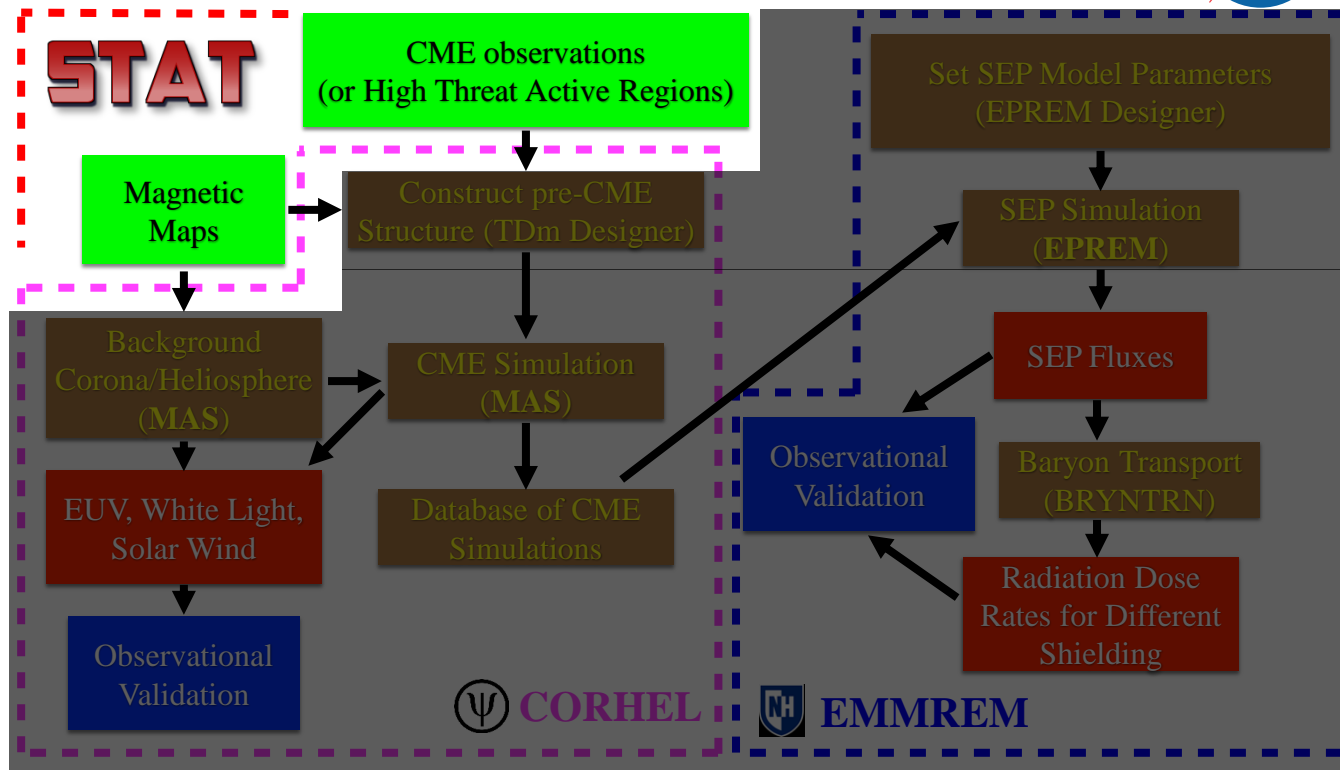 STAT
CME observations
(or High Threat Active Regions)
Magnetic
Maps
Construct pre-CME
Structure (TDm Designer)
Background
Corona/Heliosphere
(MAS)
CME Simulation
(MAS)
EUV, White Light,
Solar Wind
Database of CME
Simulations
Observational
Validation
Ψ CORHEL
Set SEP Model Parameters
(EPREM Designer)
SEP Simulation
(EPREM)
SEP Fluxes
Observational
Validation
Baryon Transport
(BRYNTRN)
Radiation Dose
Rates for Different
Shielding
NH EMMREM